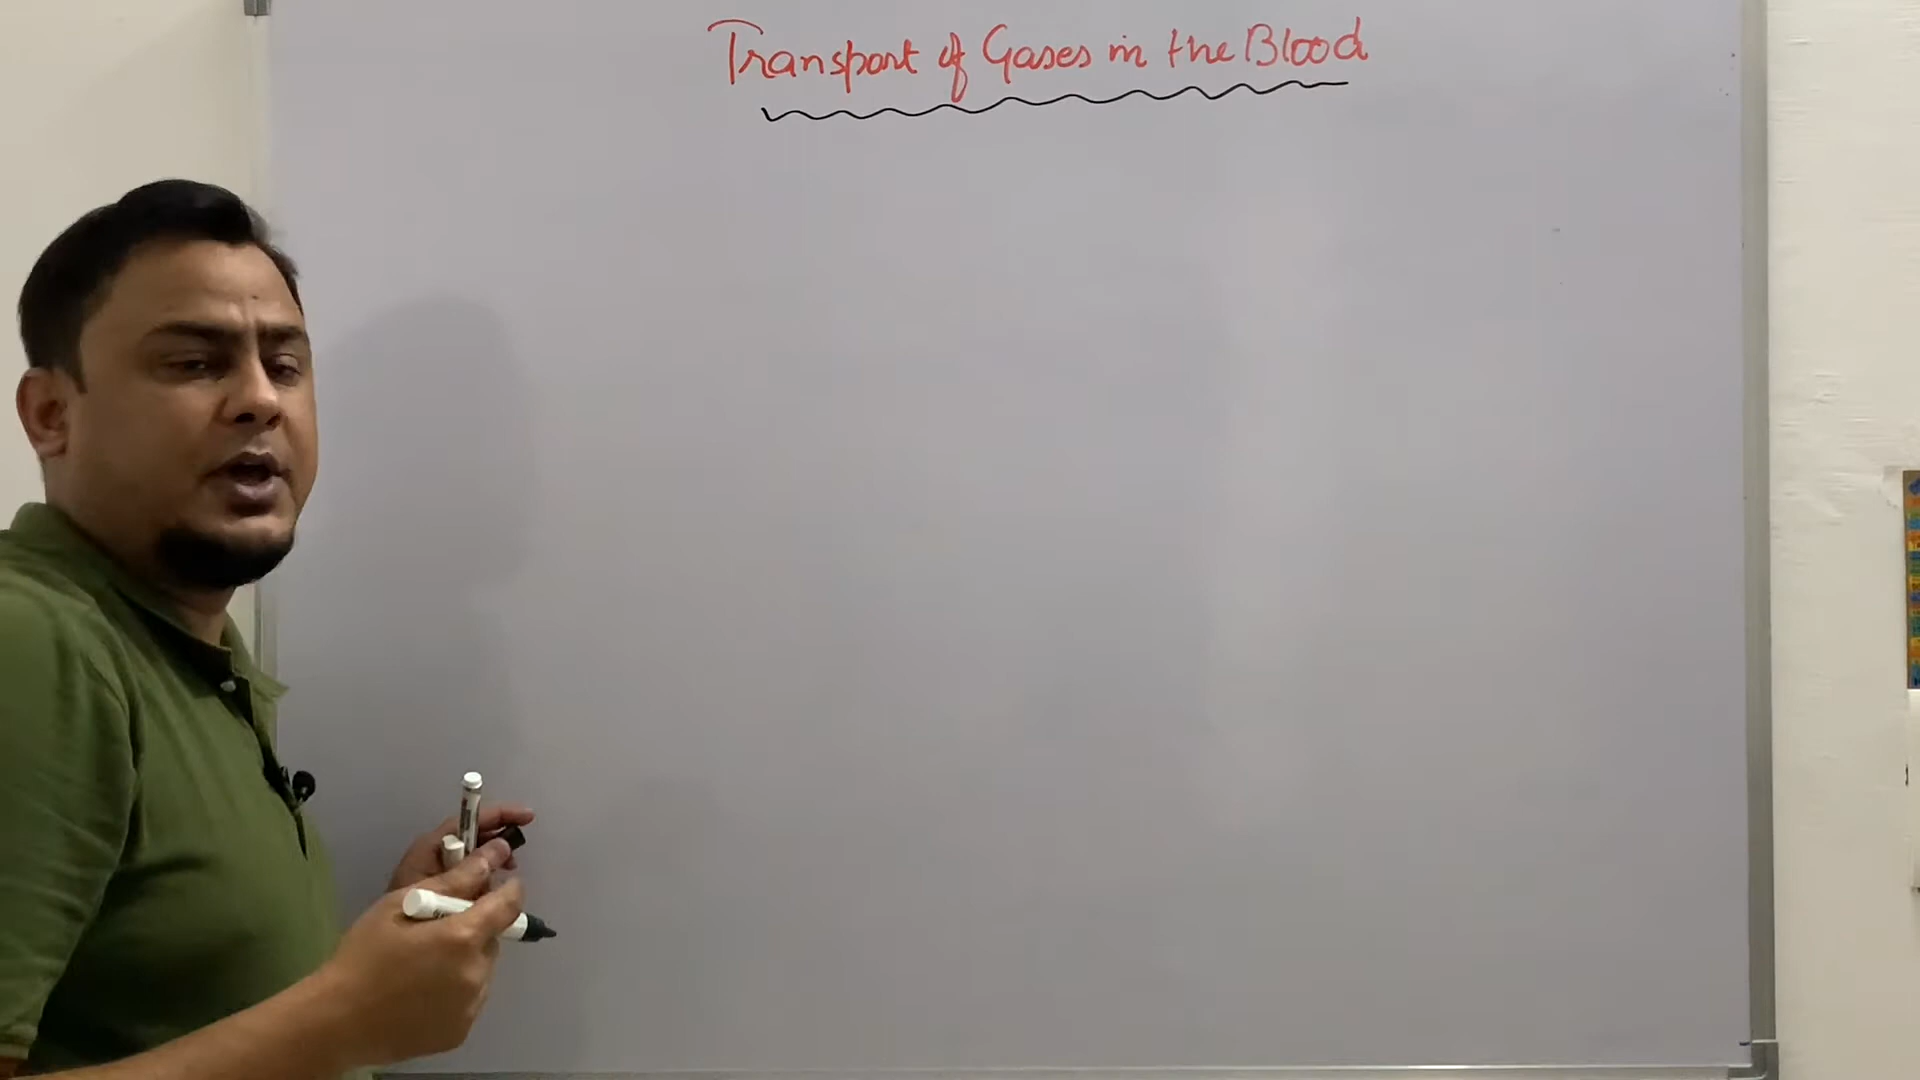 Transport of Gases in the Blood